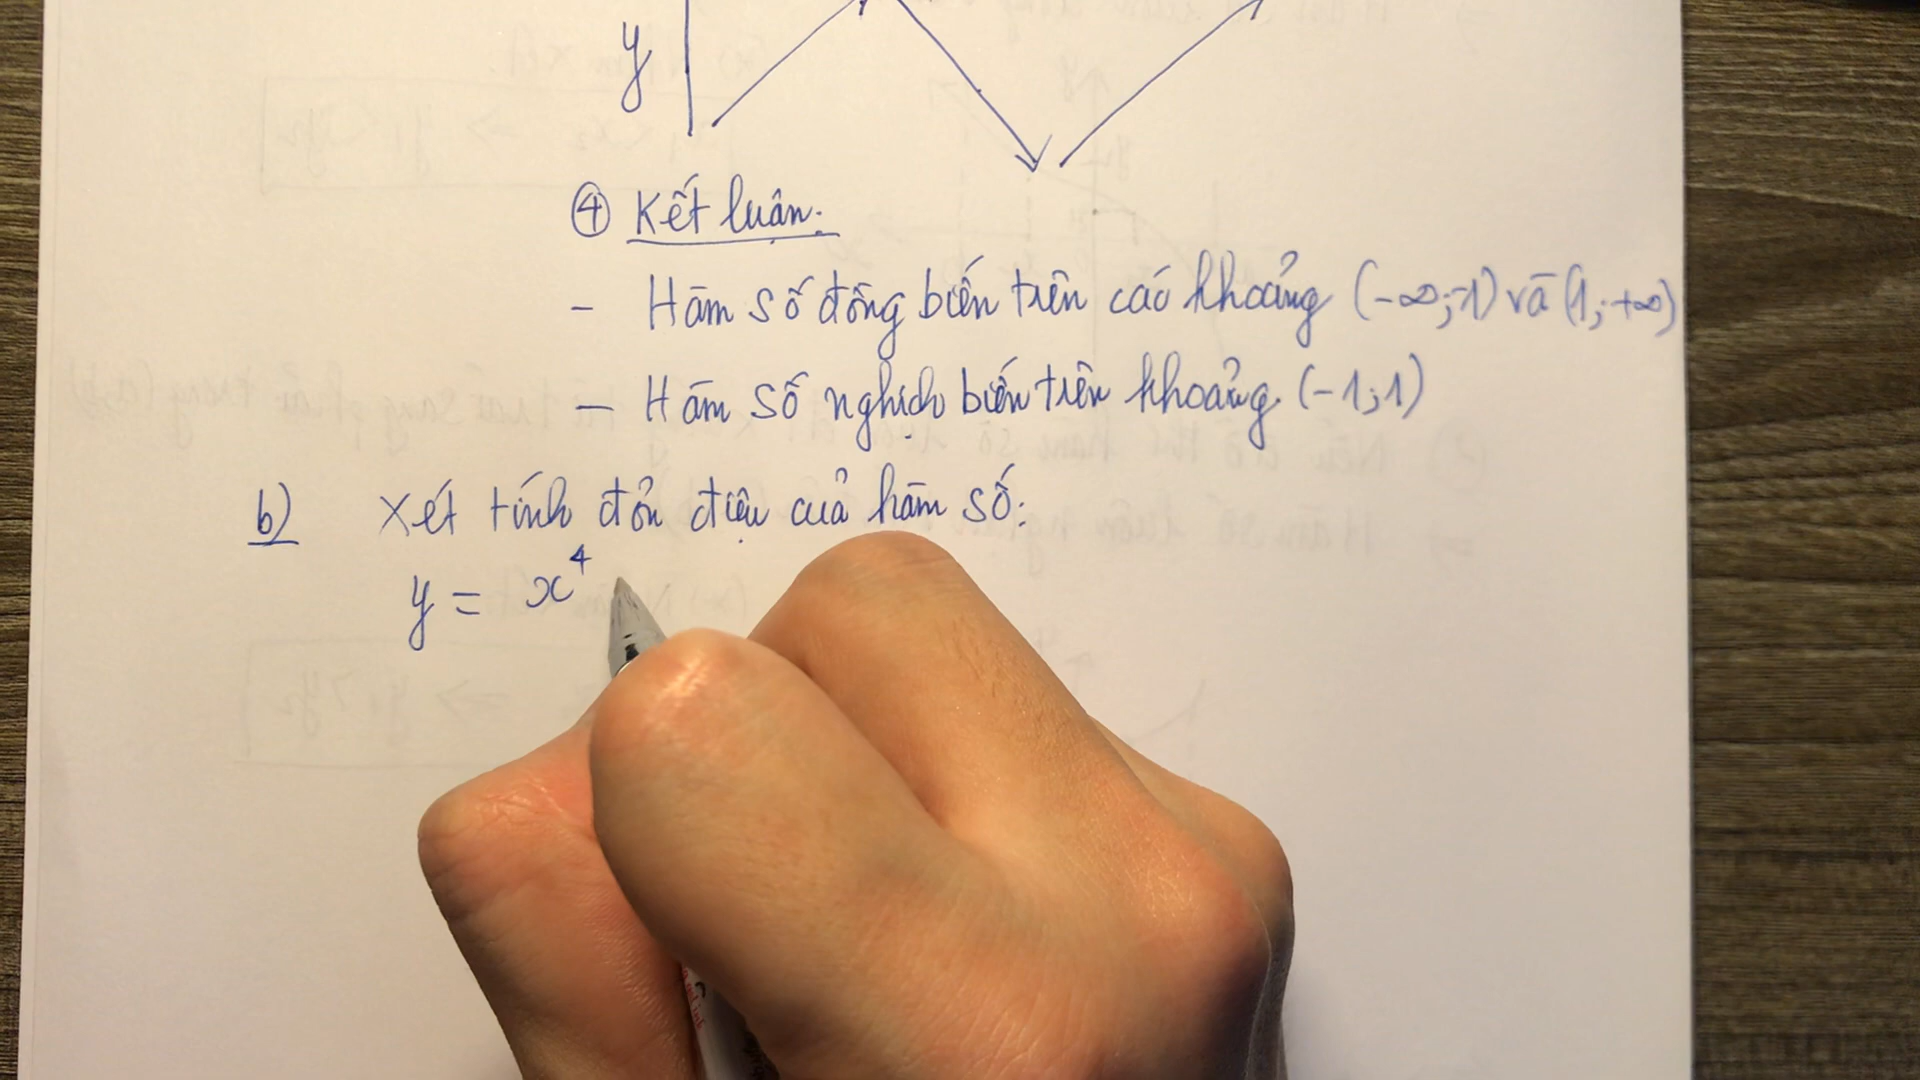 y
④ Kết luận:
- Hàm số đồng biến trên các khoảng (-∞;-1) và (1;+∞)
- Hàm số nghịch biến trên khoảng (-1;1)
b) Xét tính đơn điệu của hàm số:
y = x⁴